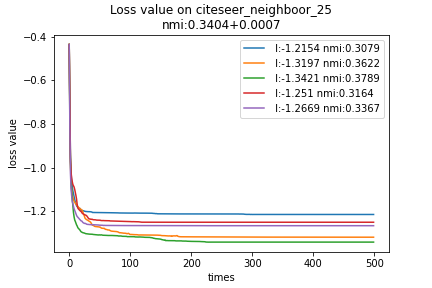 Loss value on citeseer_neighboor_25
nmi:0.3404+0.0007
l:-1.2154 nmi:0.3079
l:-1.3197 nmi:0.3622
l:-1.3421 nmi:0.3789
l:-1.251 nmi:0.3164
l:-1.2669 nmi:0.3367
loss value
−0.4
−0.6
−0.8
−1.0
−1.2
0
100
200
300
400
500
times